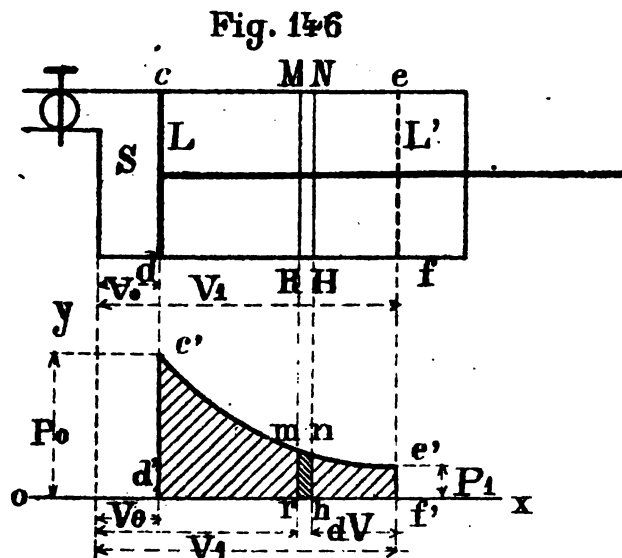 Fig. 146
c M N e
L L'
S
d R H f
V₀ V₁
y
c'
P₀ m n e'
d' P₁
o r h f' x
V₀ dV
V₁